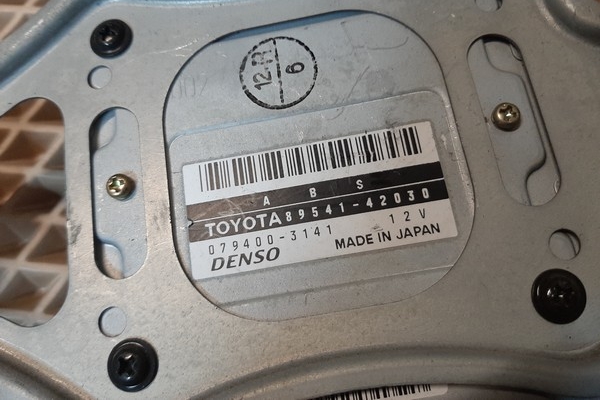 12-R
6
A B S
TOYOTA 89541-42030
079400-3141 12V
DENSO MADE IN JAPAN